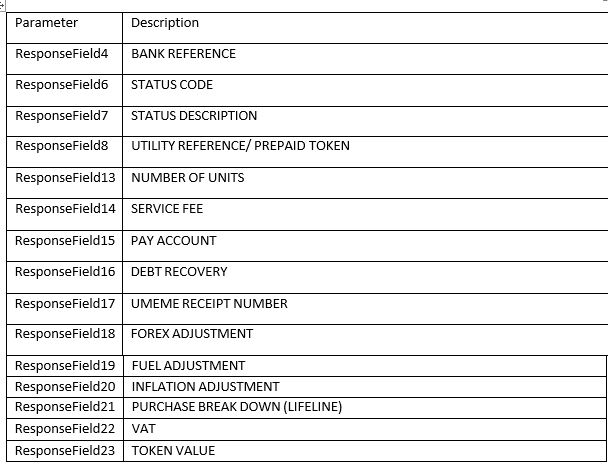 Parameter Description
ResponseField4 BANK REFERENCE
ResponseField6 STATUS CODE
ResponseField7 STATUS DESCRIPTION
ResponseField8 UTILITY REFERENCE/ PREPAID TOKEN
ResponseField13 NUMBER OF UNITS
ResponseField14 SERVICE FEE
ResponseField15 PAY ACCOUNT
ResponseField16 DEBT RECOVERY
ResponseField17 UMEME RECEIPT NUMBER
ResponseField18 FOREX ADJUSTMENT
ResponseField19 FUEL ADJUSTMENT
ResponseField20 INFLATION ADJUSTMENT
ResponseField21 PURCHASE BREAK DOWN (LIFELINE)
ResponseField22 VAT
ResponseField23 TOKEN VALUE